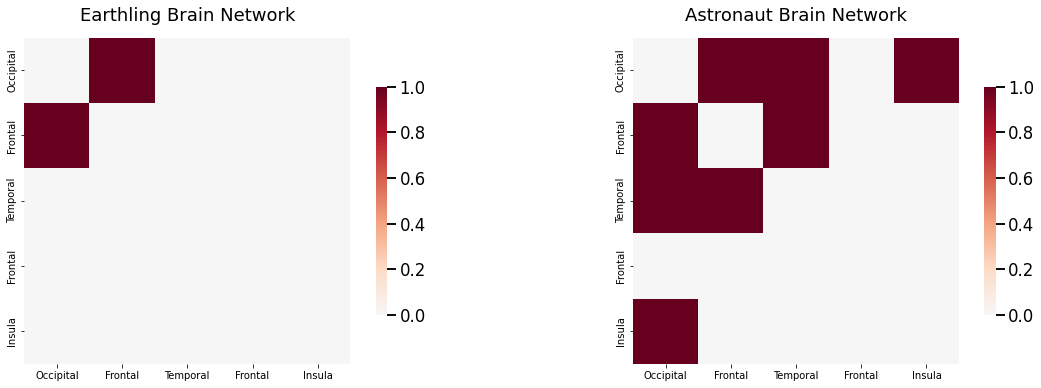 Earthling Brain Network
Occipital
Frontal
Temporal
Frontal
Insula
Occipital Frontal Temporal Frontal Insula
1.0
0.8
0.6
0.4
0.2
0.0
Astronaut Brain Network
Occipital
Frontal
Temporal
Frontal
Insula
Occipital Frontal Temporal Frontal Insula
1.0
0.8
0.6
0.4
0.2
0.0